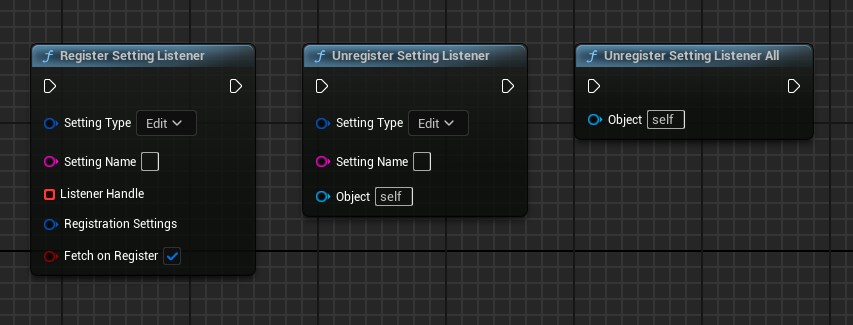 Register Setting Listener
Setting Type Edit
Setting Name
Listener Handle
Registration Settings
Fetch on Register
Unregister Setting Listener
Setting Type Edit
Setting Name
Object self
Unregister Setting Listener All
Object self